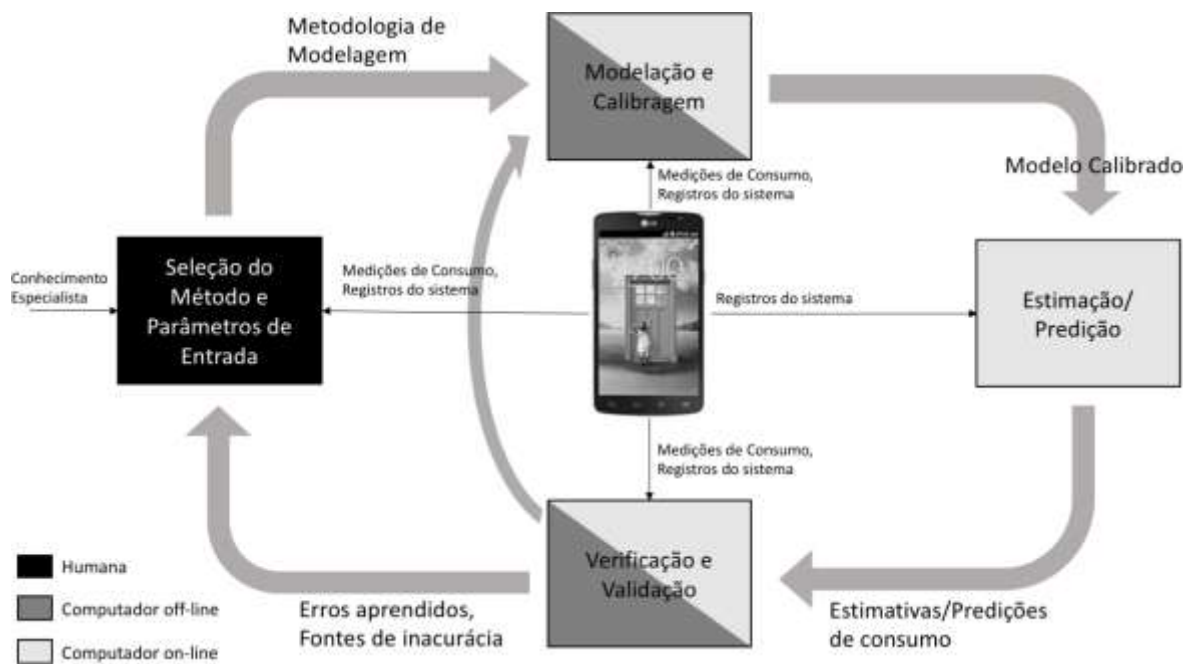 Metodologia de
Modelagem
Modelação e
Calibragem
Modelo Calibrado
Medições de Consumo,
Registros do sistema
Conhecimento
Especialista
Seleção do
Método e
Parâmetros de
Entrada
Medições de Consumo,
Registros do sistema
Registros do sistema
Estimação/
Predição
LG
Medições de Consumo,
Registros do sistema
Verificação e
Validação
Erros aprendidos,
Fontes de inacurácia
Estimativas/Predições
de consumo
Humana
Computador off-line
Computador on-line